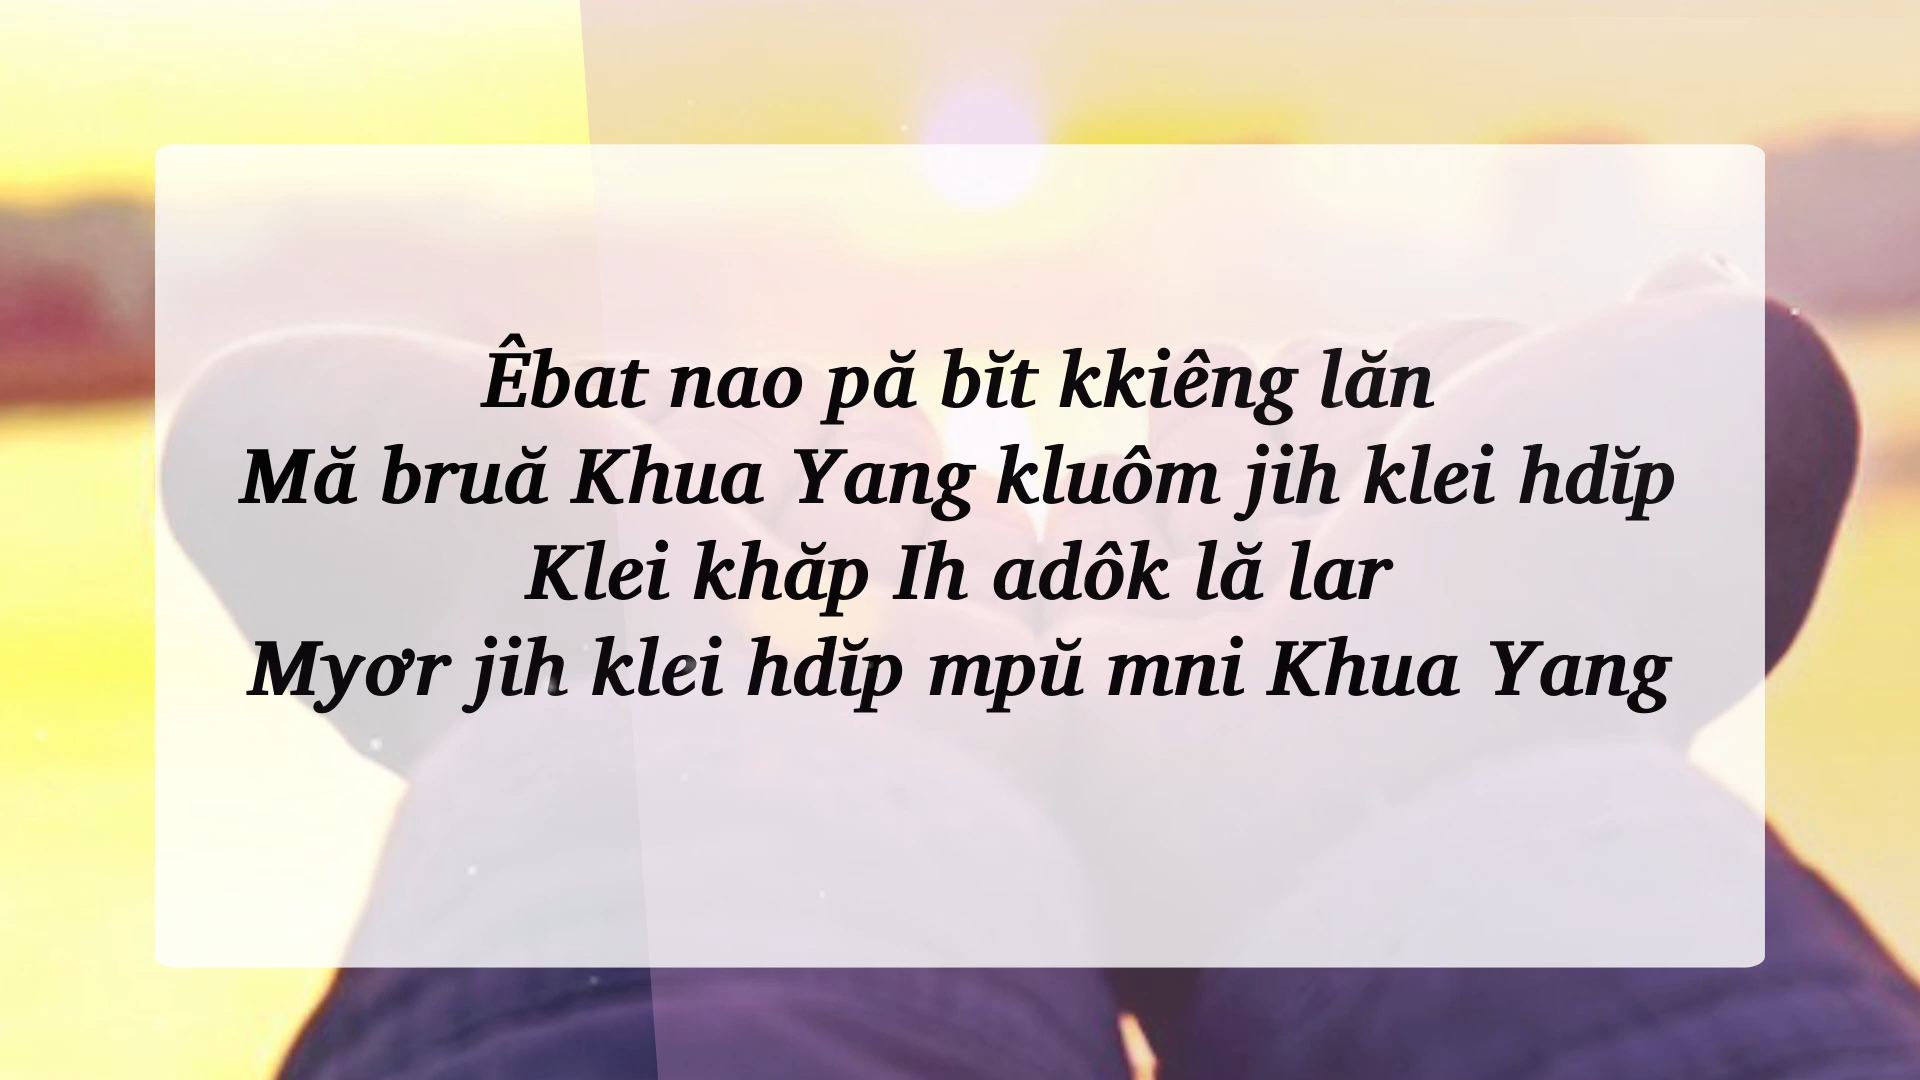 Êbat nao pă bĭt kkiêng lăn
Mă bruă Khua Yang kluôm jih klei hdĭp
Klei khăp Ih adôk lă lar
Myơr jih klei hdĭp mpŭ mni Khua Yang